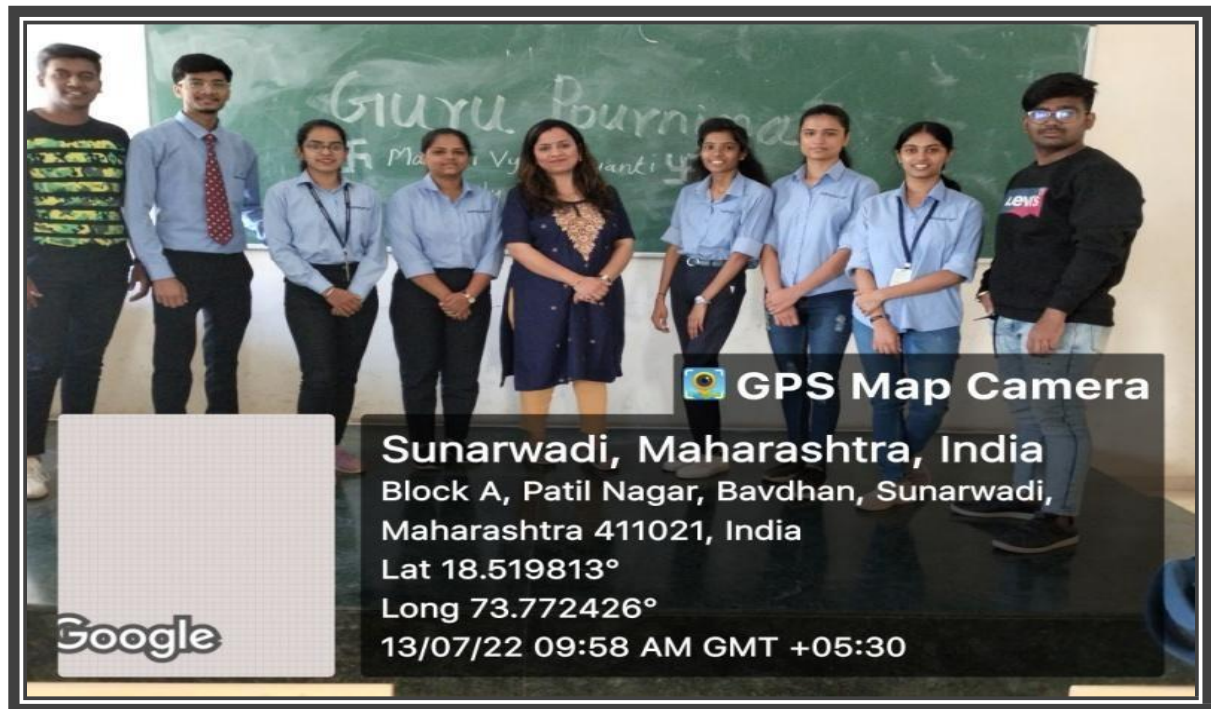 Guru Pournima
Levi's
GPS Map Camera
Sunarwadi, Maharashtra, India
Block A, Patil Nagar, Bavdhan, Sunarwadi,
Maharashtra 411021, India
Lat 18.519813°
Long 73.772426°
13/07/22 09:58 AM GMT +05:30
Google